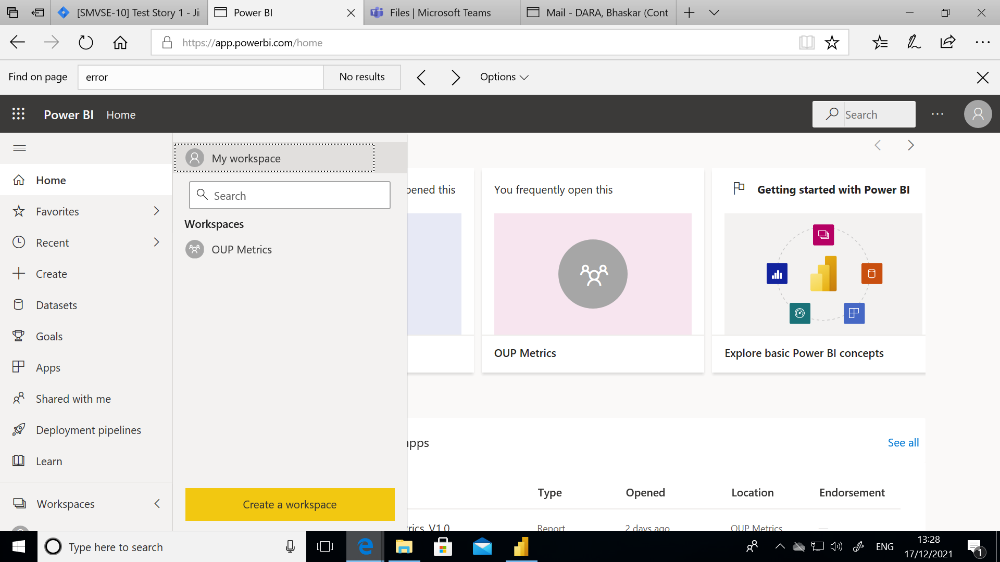 [SMVSE-10] Test Story 1 - Ji
Power BI
Files | Microsoft Teams
Mail - DARA, Bhaskar (Cont
https://app.powerbi.com/home
Find on page
error
No results
Options
Power BI
Home
Search
My workspace
Search
Workspaces
OUP Metrics
Create a workspace
Home
Favorites
Recent
Create
Datasets
Goals
Apps
Shared with me
Deployment pipelines
Learn
Workspaces
pened this
You frequently open this
OUP Metrics
Getting started with Power BI
Explore basic Power BI concepts
apps
See all
Type Opened Location Endorsement
rics_V1.0 Report 2 days ago OUP Metrics —
Type here to search
ENG
13:28
17/12/2021
1